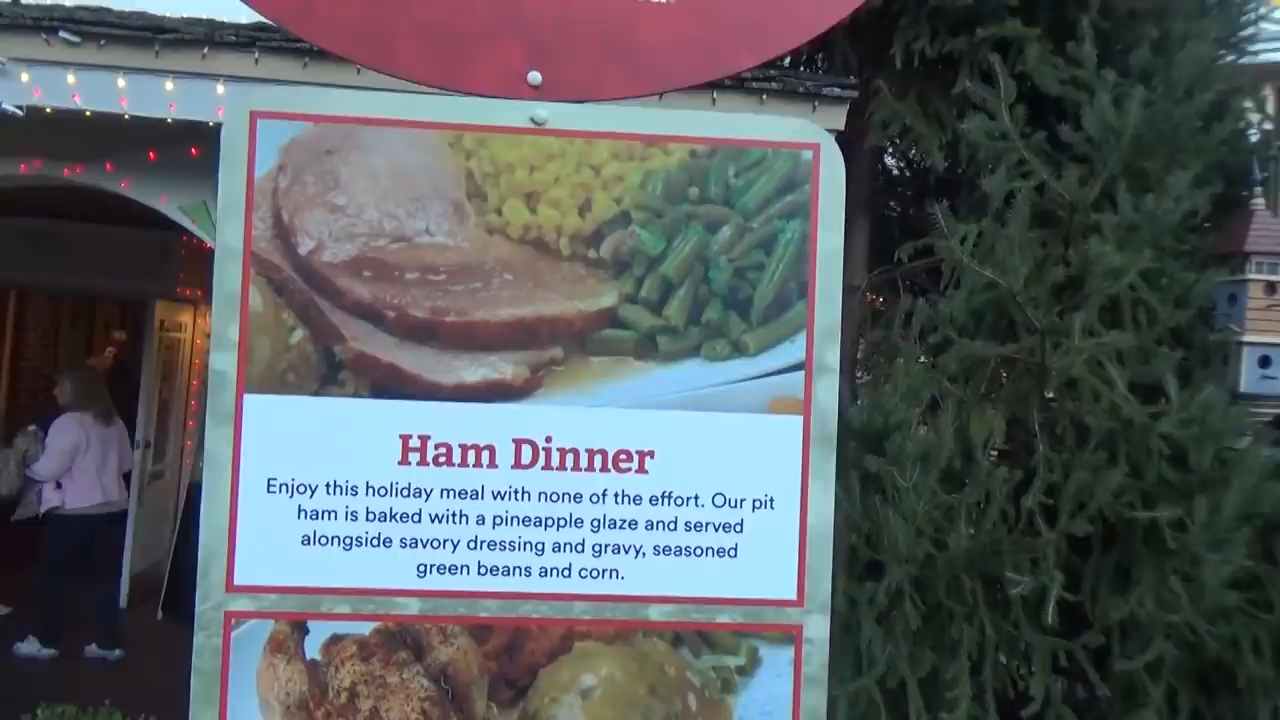 Ham Dinner
Enjoy this holiday meal with none of the effort. Our pit
ham is baked with a pineapple glaze and served
alongside savory dressing and gravy, seasoned
green beans and corn.